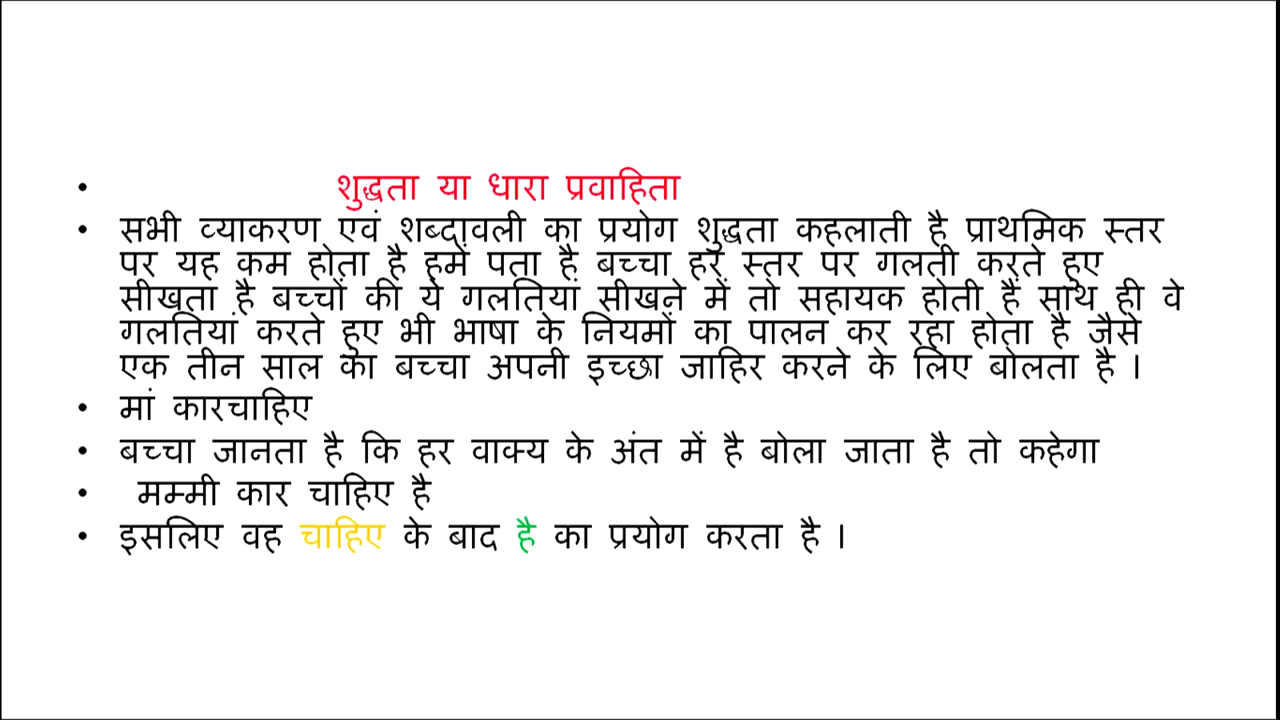 • शुद्धता या धारा प्रवाहिता
• सभी व्याकरण एवं शब्दावली का प्रयोग शुद्धता कहलाती है प्राथमिक स्तर
पर यह कम होता है हमें पता है बच्चा हर स्तर पर गलती करते हुए
सीखता है बच्चों की ये गलतियां सीखने में तो सहायक होती हैं साथ ही वे
गलतियां करते हुए भी भाषा के नियमों का पालन कर रहा होता है जैसे
एक तीन साल का बच्चा अपनी इच्छा जाहिर करने के लिए बोलता है ।
• मां कारचाहिए
• बच्चा जानता है कि हर वाक्य के अंत में है बोला जाता है तो कहेगा
• मम्मी कार चाहिए है
• इसलिए वह चाहिए के बाद है का प्रयोग करता है ।